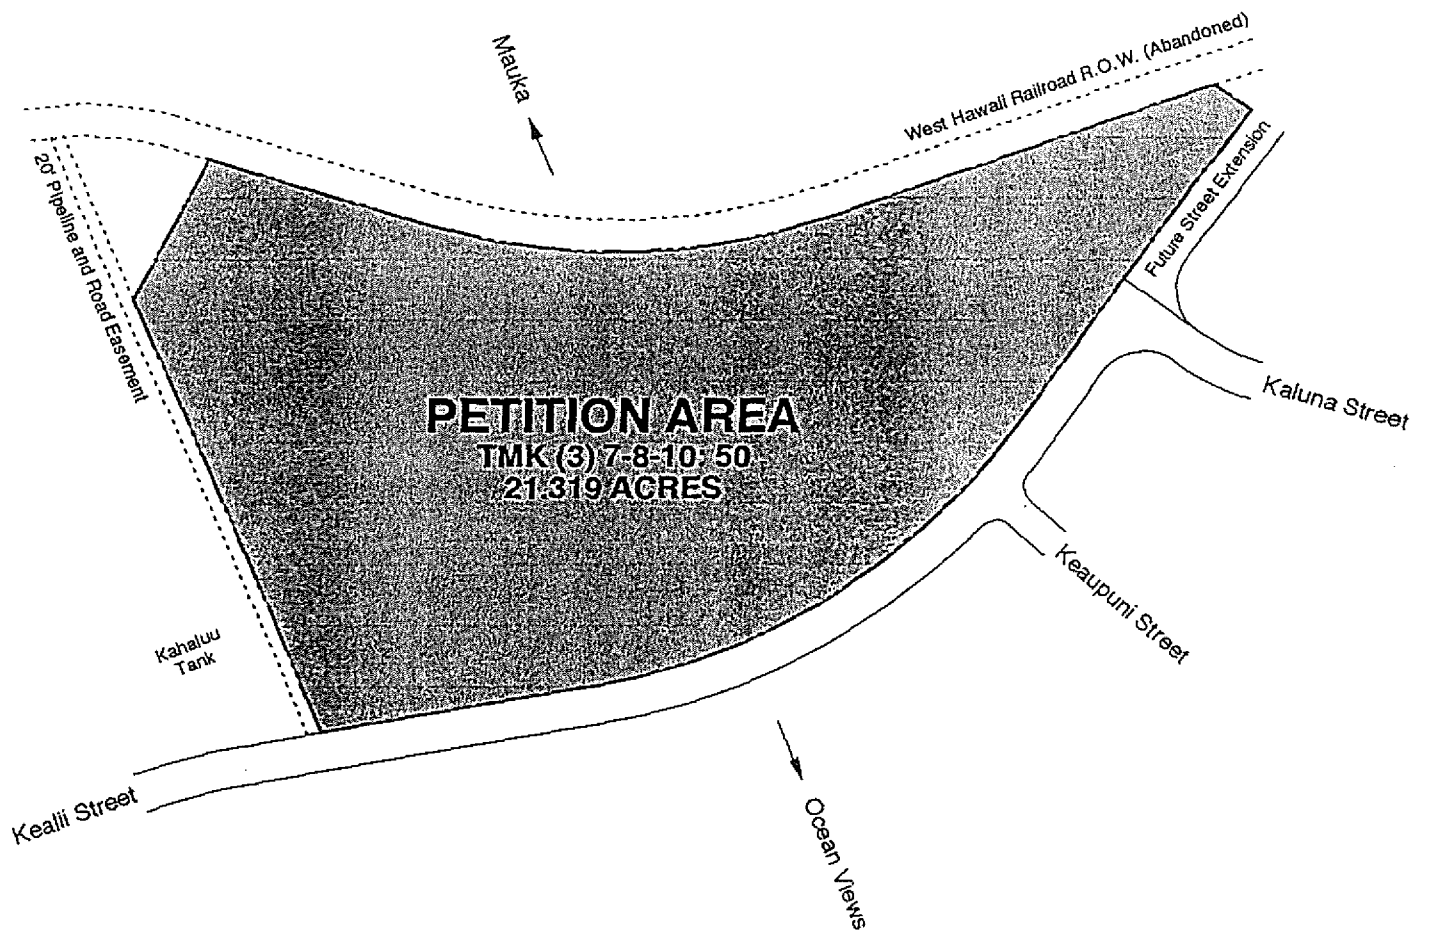 Mauka
West Hawaii Railroad R.O.W. (Abandoned)
20' Pipeline and Road Easement
Future Street Extension
PETITION AREA
TMK (3) 7-8-10: 50
21.319 ACRES
Kaluna Street
Keaupuni Street
Kahaluu
Tank
Kealii Street
Ocean Views